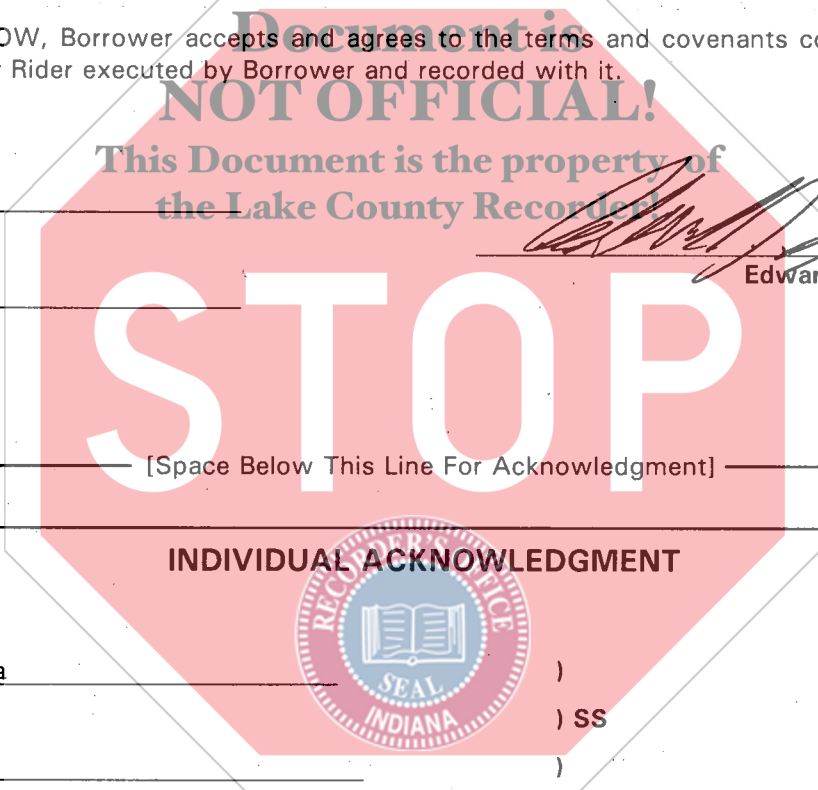 Document is
OW, Borrower accepts and agrees to the terms and covenants co
Rider executed by Borrower and recorded with it.
NOT OFFICIAL!
This Document is the property of
the Lake County Recorder!
Edwar
STOP
[Space Below This Line For Acknowledgment]
INDIVIDUAL ACKNOWLEDGMENT
RECORDER'S OFFICE
SEAL
INDIANA
a )
) SS
)